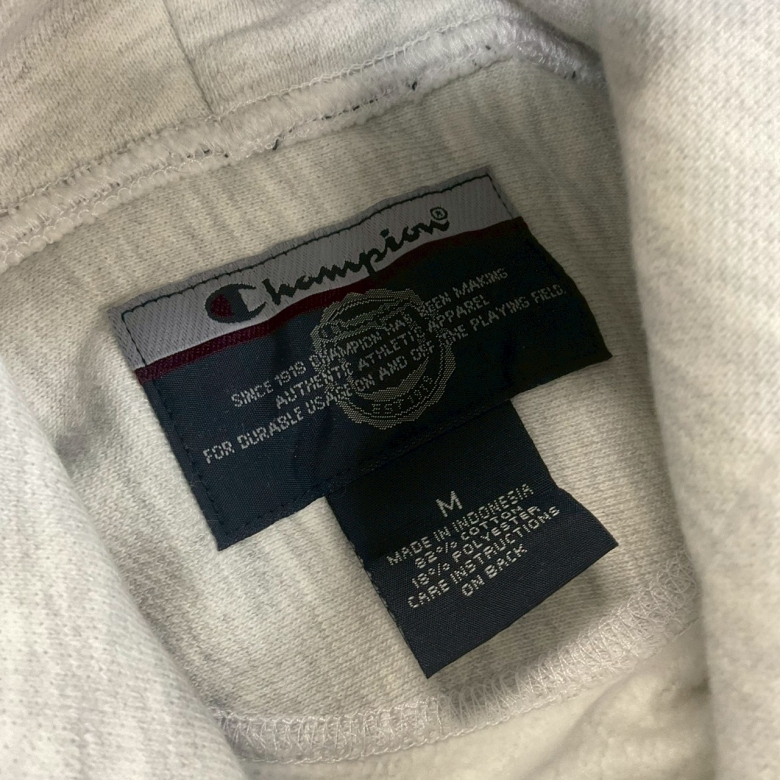 Champion®
SINCE 1919 CHAMPION HAS BEEN MAKING
AUTHENTIC ATHLETIC APPAREL
FOR DURABLE USAGE ON AND OFF THE PLAYING FIELD.
EST. 1919
M
MADE IN INDONESIA
82% COTTON
18% POLYESTER
CARE INSTRUCTIONS
ON BACK